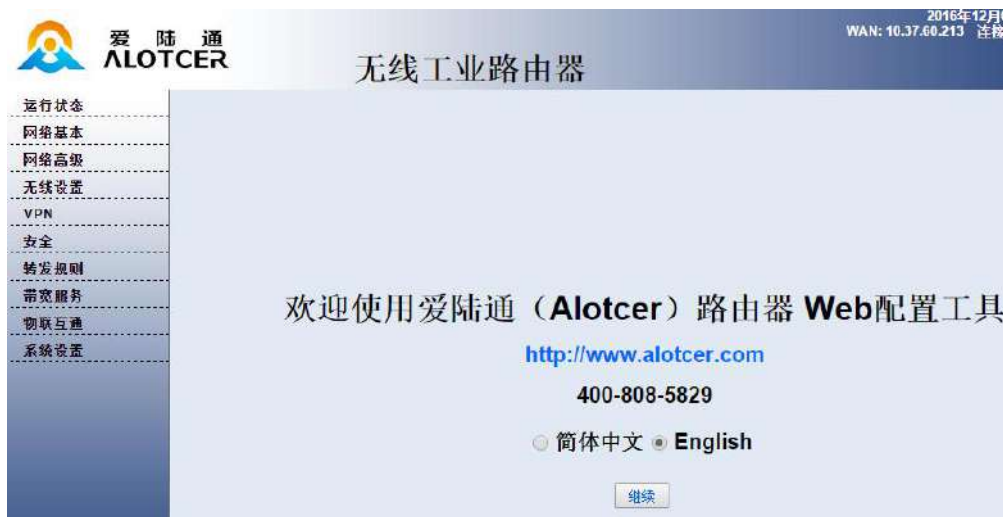 爱陆通
ALOTCER
无线工业路由器
2016年12月
WAN: 10.37.60.213 连接
运行状态
网络基本
网络高级
无线设置
VPN
安全
转发规则
带宽服务
物联互通
系统设置
欢迎使用爱陆通（Alotcer）路由器 Web配置工具
http://www.alotcer.com
400-808-5829
简体中文 English
继续